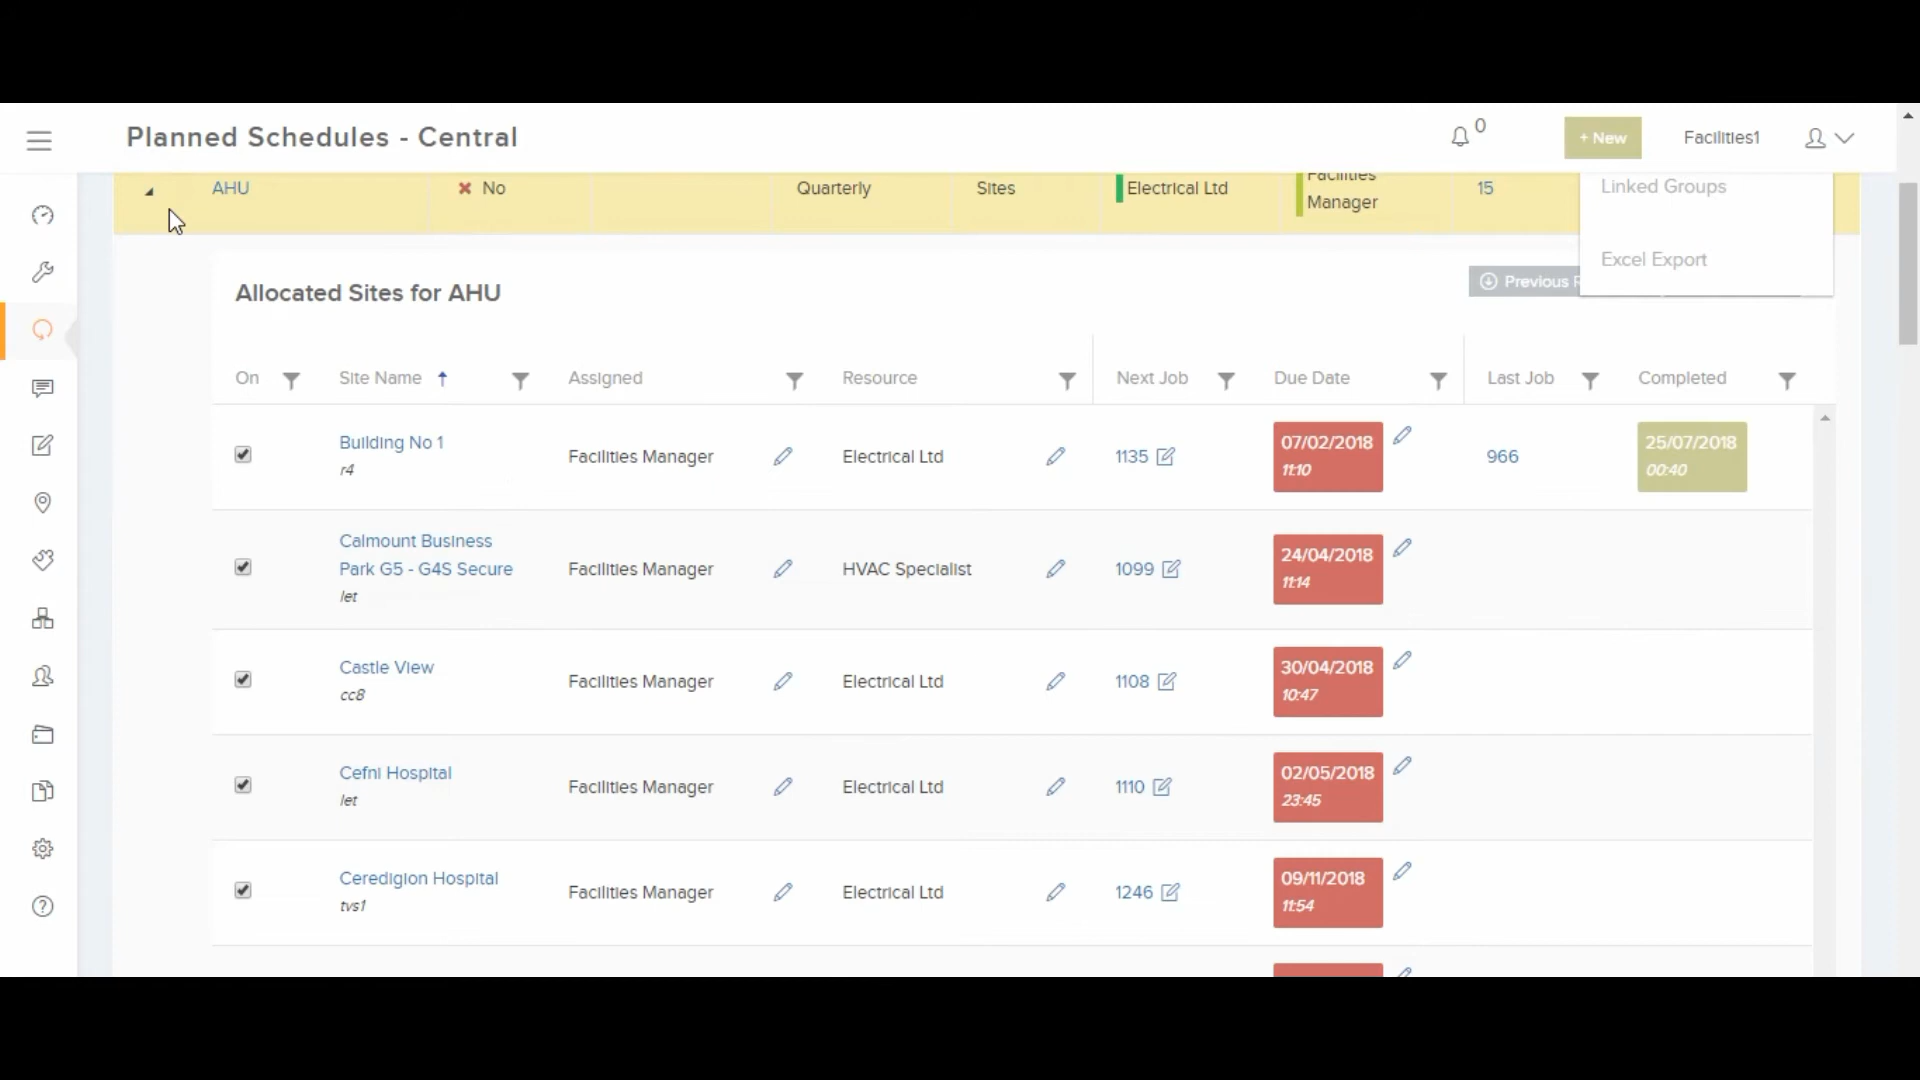 Planned Schedules - Central
0
+ New
Facilities1
AHU
No
Quarterly
Sites
Electrical Ltd
Facilities
Manager
15
Linked Groups
Excel Export
Allocated Sites for AHU
Previous
On
Site Name
Assigned
Resource
Next Job
Due Date
Last Job
Completed
Building No 1
r4
Facilities Manager
Electrical Ltd
1135
07/02/2018
11:10
966
25/07/2018
00:40
Calmount Business
Park G5 - G4S Secure
let
Facilities Manager
HVAC Specialist
1099
24/04/2018
11:14
Castle View
cc8
Facilities Manager
Electrical Ltd
1108
30/04/2018
10:47
Cefni Hospital
let
Facilities Manager
Electrical Ltd
1110
02/05/2018
23:45
Ceredigion Hospital
tvs1
Facilities Manager
Electrical Ltd
1246
09/11/2018
11:54